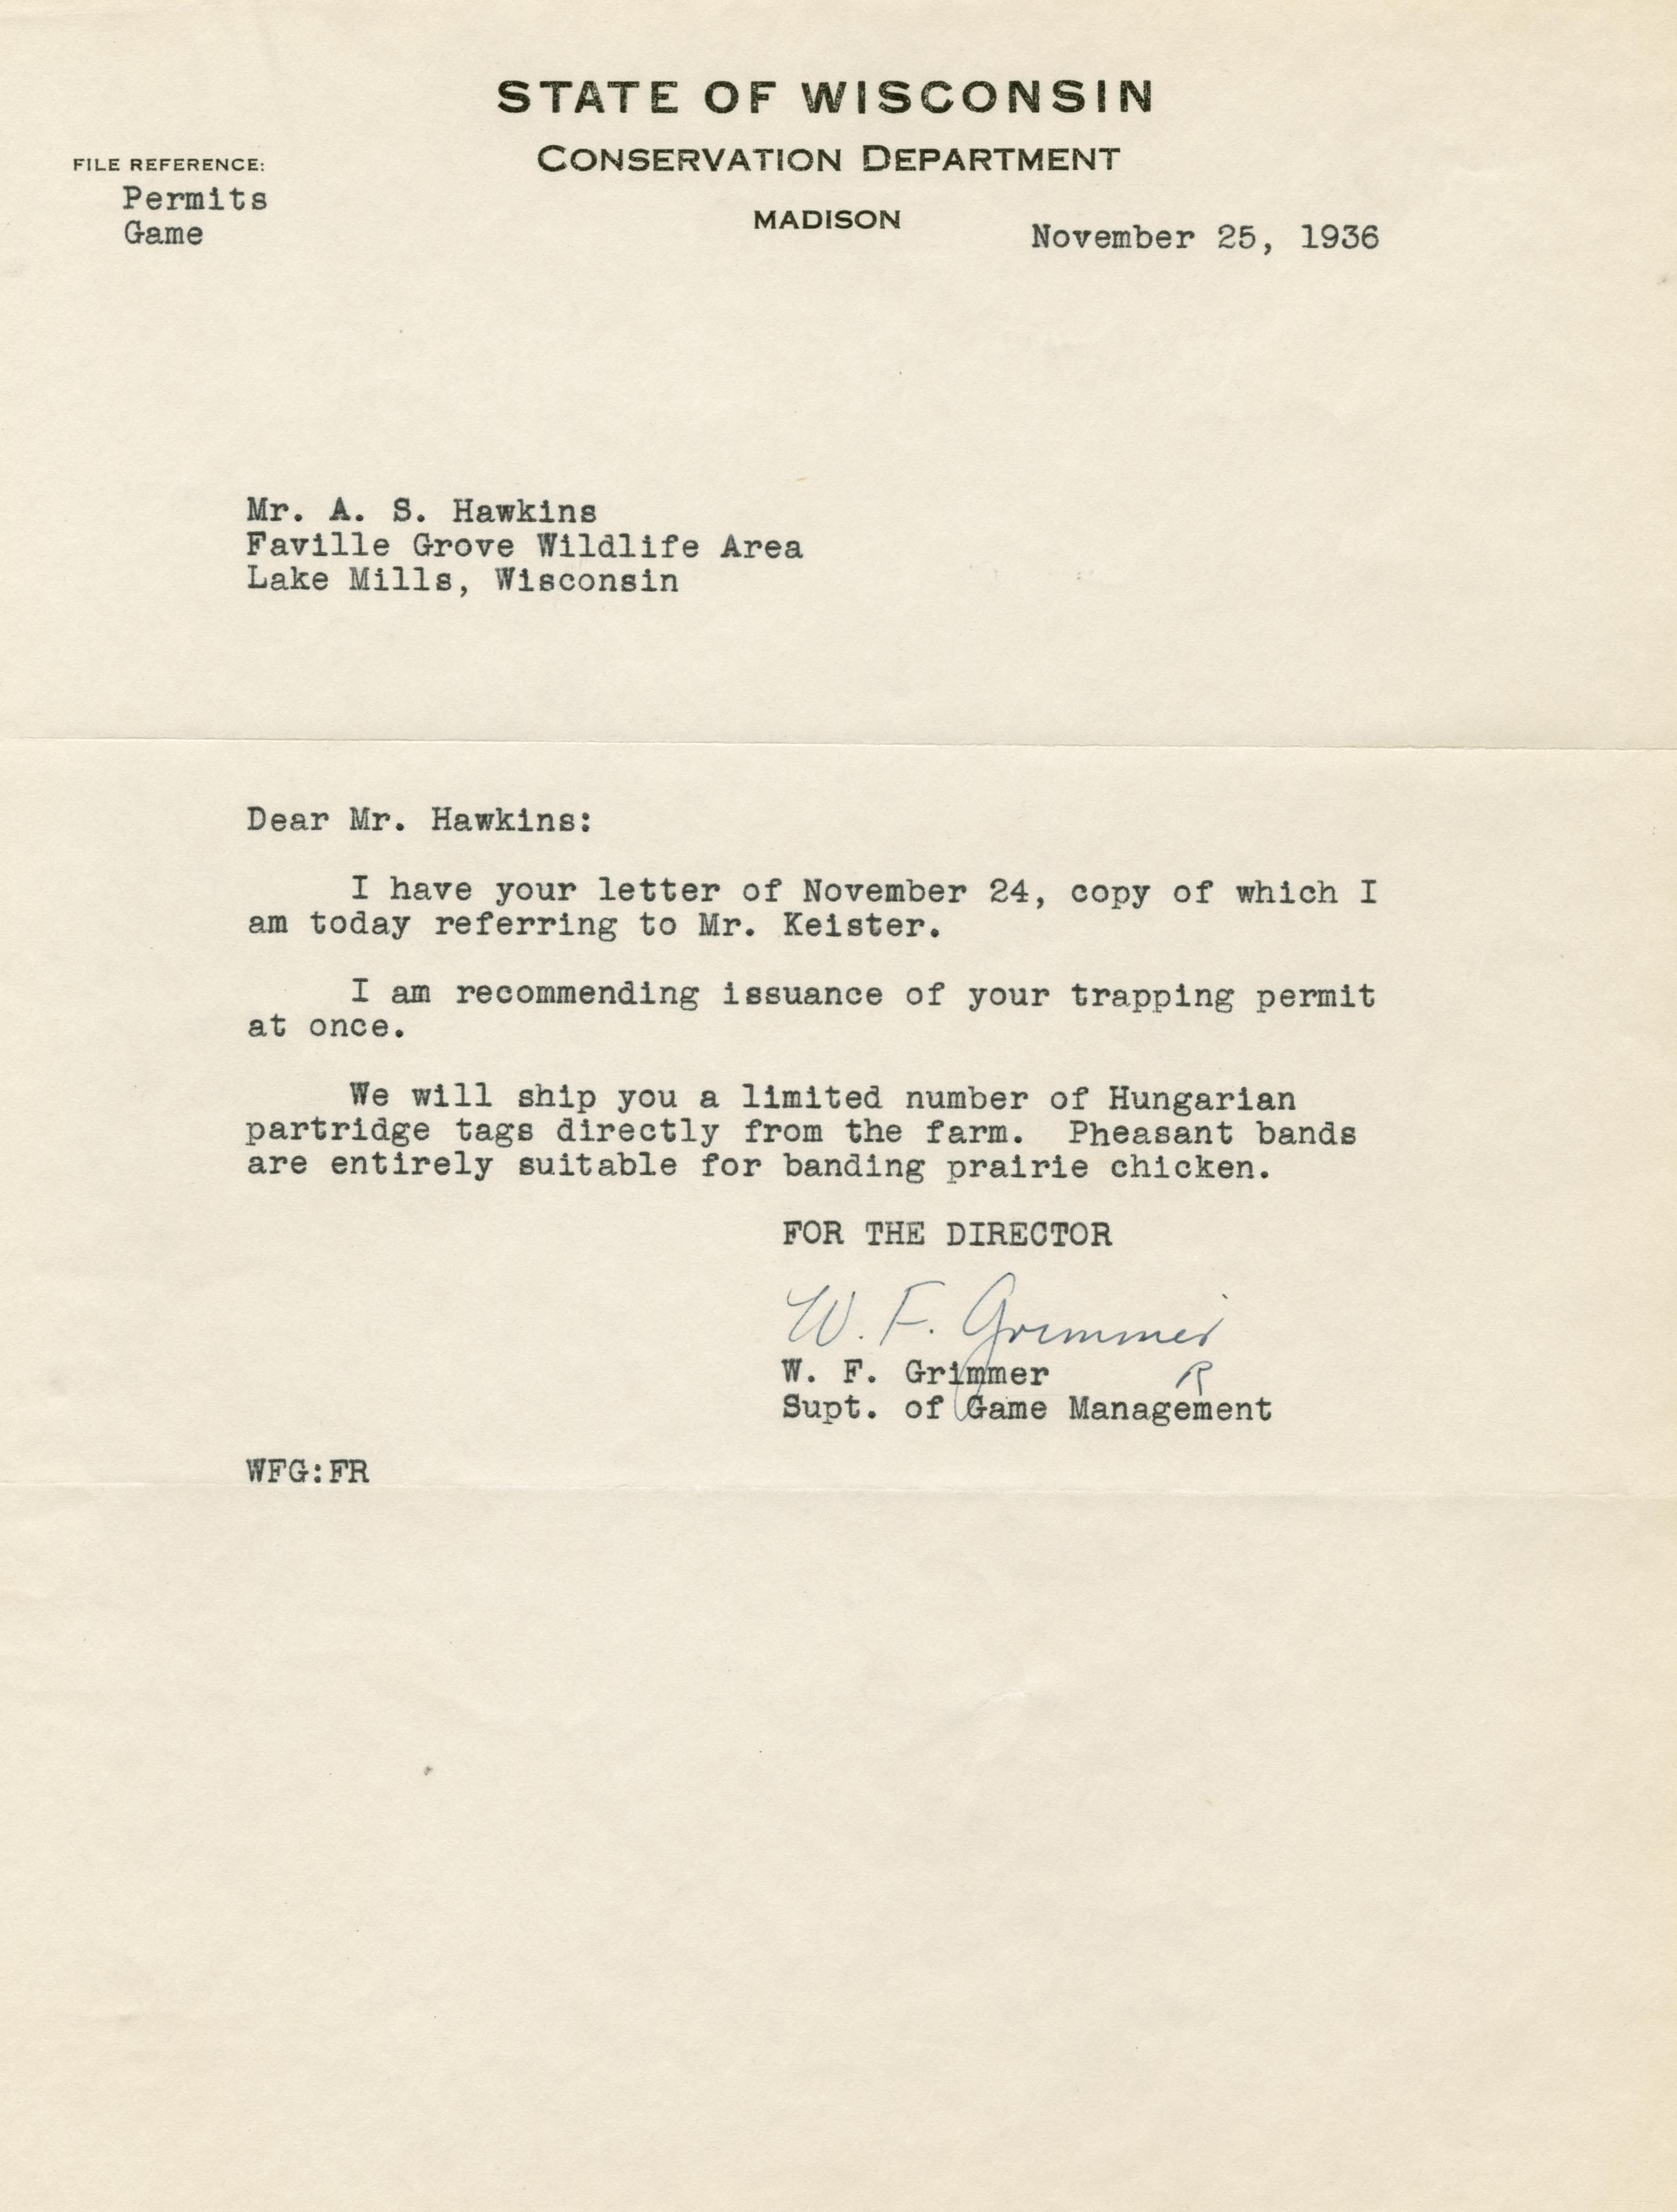 STATE OF WISCONSIN
CONSERVATION DEPARTMENT
MADISON
FILE REFERENCE:
Permits
Game
November 25, 1936
Mr. A. S. Hawkins
Faville Grove Wildlife Area
Lake Mills, Wisconsin
Dear Mr. Hawkins:
I have your letter of November 24, copy of which I
am today referring to Mr. Keister.
I am recommending issuance of your trapping permit
at once.
We will ship you a limited number of Hungarian
partridge tags directly from the farm. Pheasant bands
are entirely suitable for banding prairie chicken.
FOR THE DIRECTOR
W. F. Grimmer
R
W. F. Grimmer
Supt. of Game Management
WFG:FR